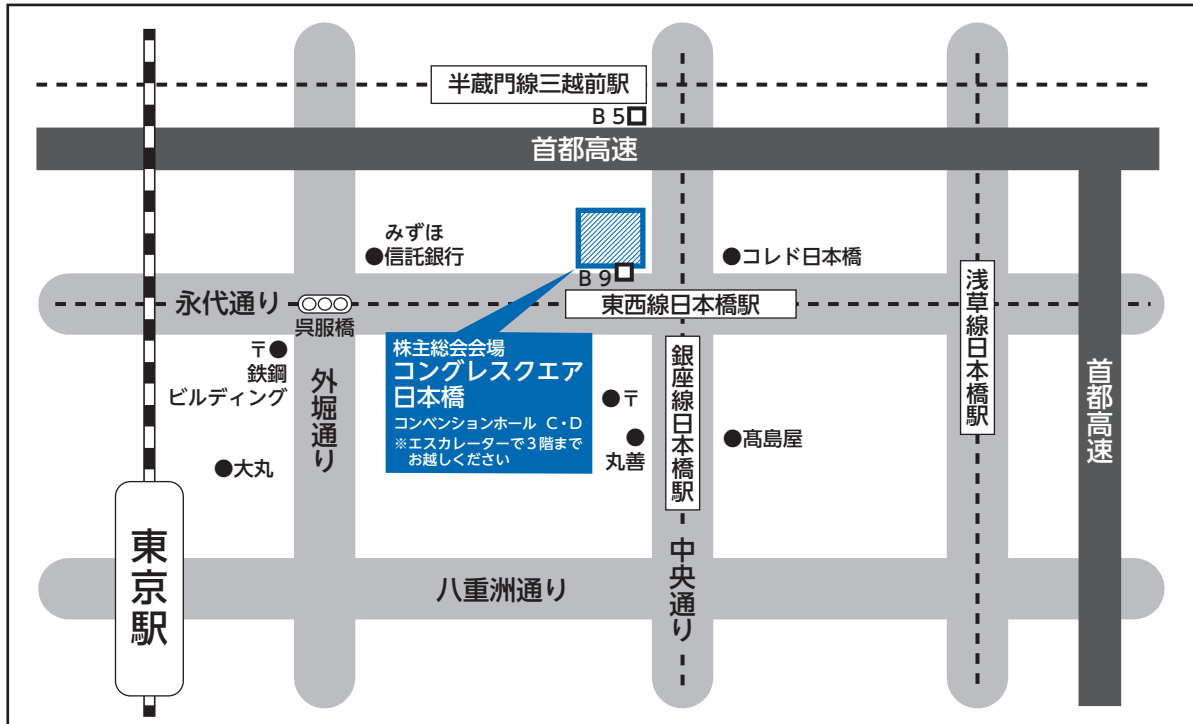 半蔵門線三越前駅
B5
首都高速
みずほ
信託銀行
コレド日本橋
B9
永代通り
呉服橋
東西線日本橋駅
浅草線日本橋駅
首都高速
〒
鉄鋼
ビルディング
外堀通り
株主総会会場
コングレスクエア
日本橋
コンベンションホール C・D
※エスカレーターで3階まで
お越しください
〒
丸善
銀座線日本橋駅
髙島屋
大丸
東京駅
八重洲通り
中央通り